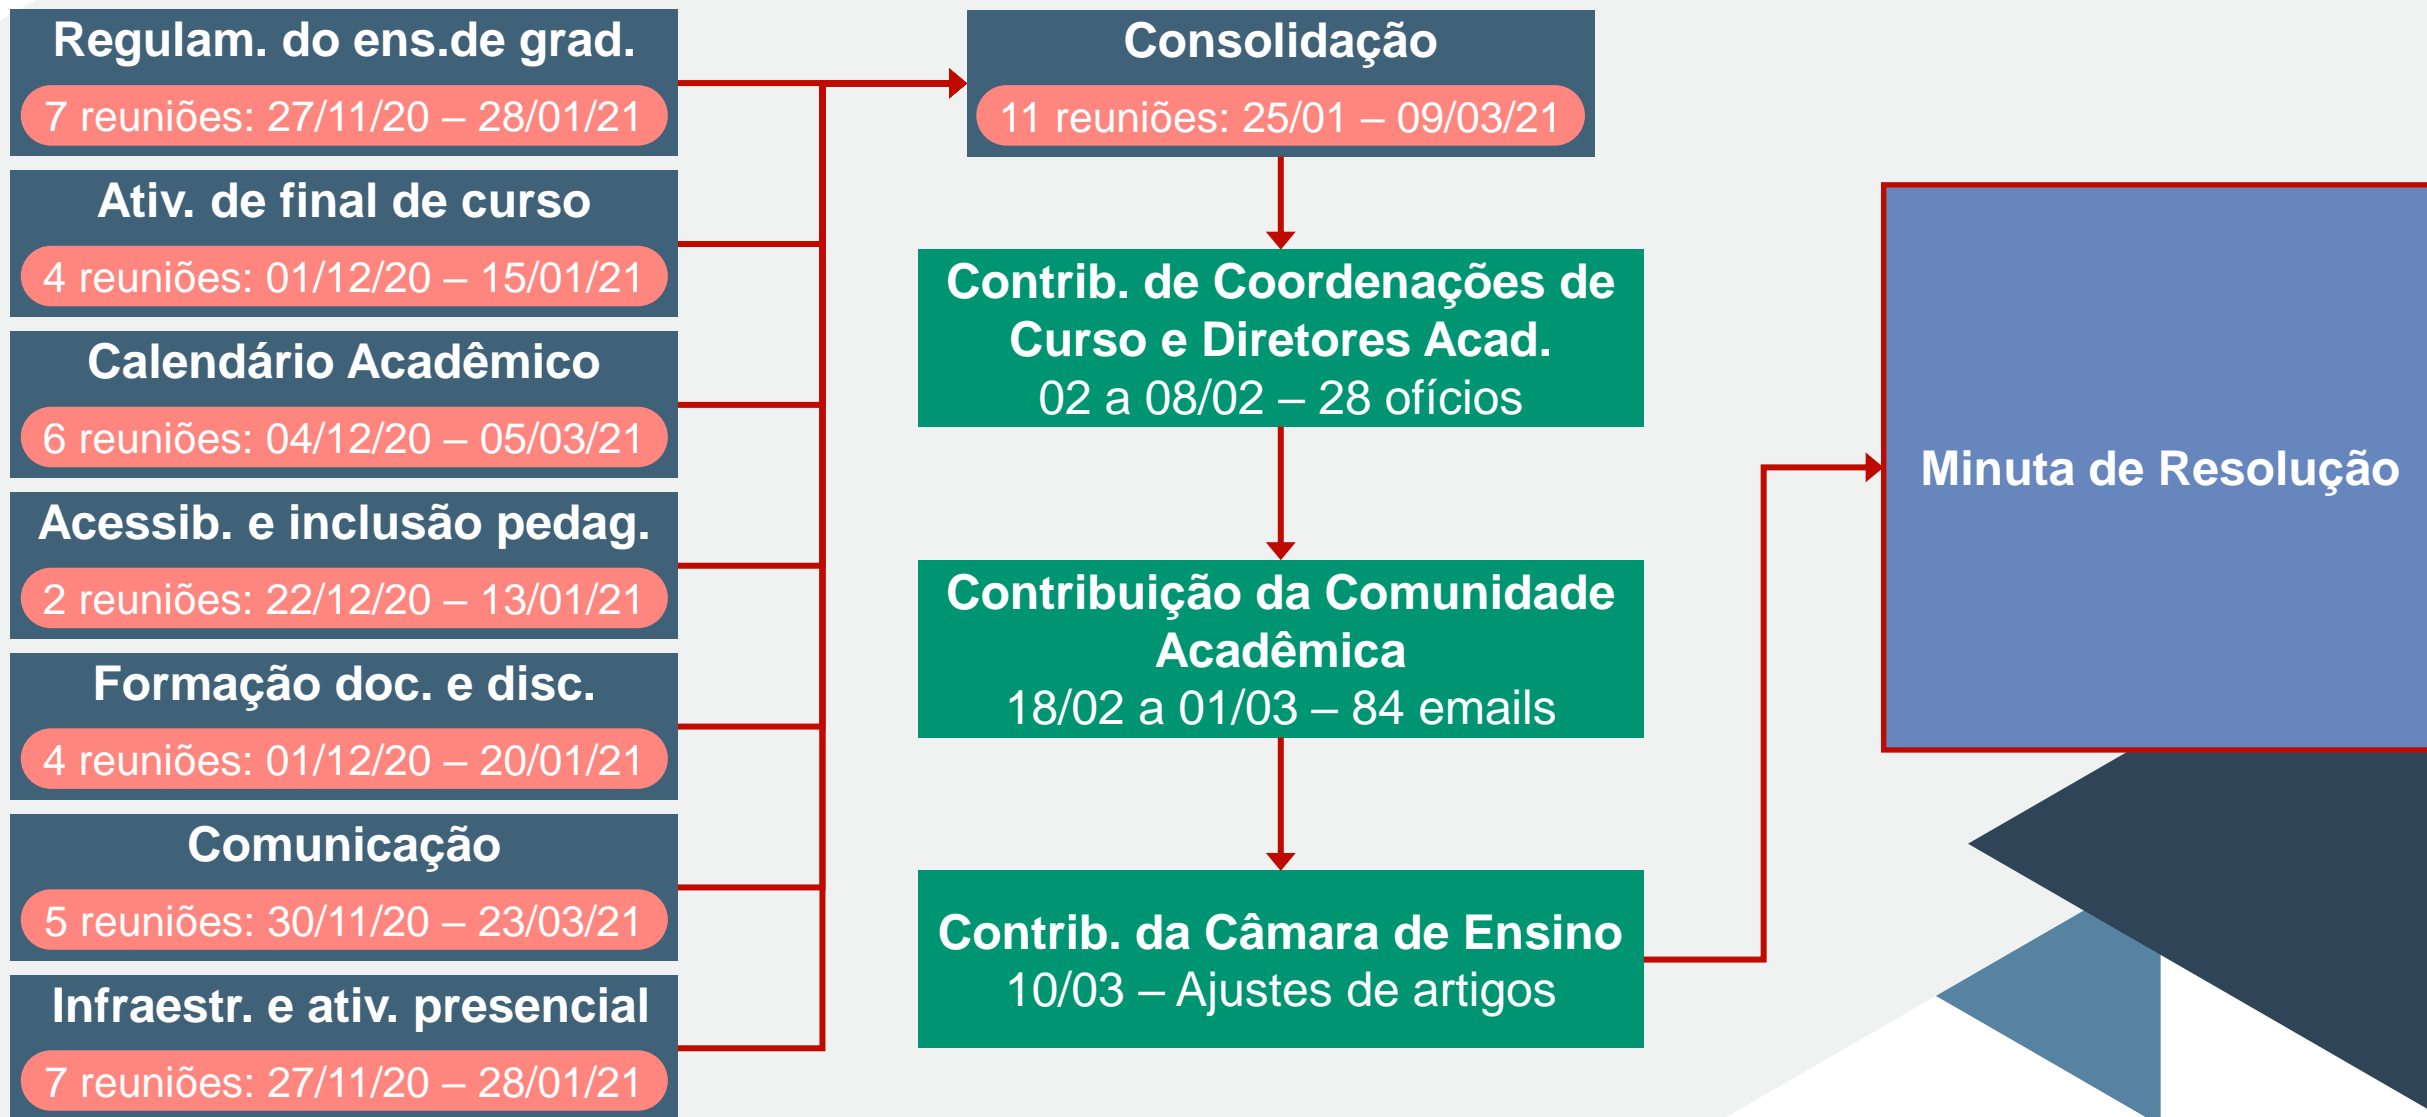 Regulam. do ens.de grad.
7 reuniões: 27/11/20 – 28/01/21
Ativ. de final de curso
4 reuniões: 01/12/20 – 15/01/21
Calendário Acadêmico
6 reuniões: 04/12/20 – 05/03/21
Acessib. e inclusão pedag.
2 reuniões: 22/12/20 – 13/01/21
Formação doc. e disc.
4 reuniões: 01/12/20 – 20/01/21
Comunicação
5 reuniões: 30/11/20 – 23/03/21
Infraestr. e ativ. presencial
7 reuniões: 27/11/20 – 28/01/21
Consolidação
11 reuniões: 25/01 – 09/03/21
Contrib. de Coordenações de
Curso e Diretores Acad.
02 a 08/02 – 28 ofícios
Contribuição da Comunidade
Acadêmica
18/02 a 01/03 – 84 emails
Contrib. da Câmara de Ensino
10/03 – Ajustes de artigos
Minuta de Resolução